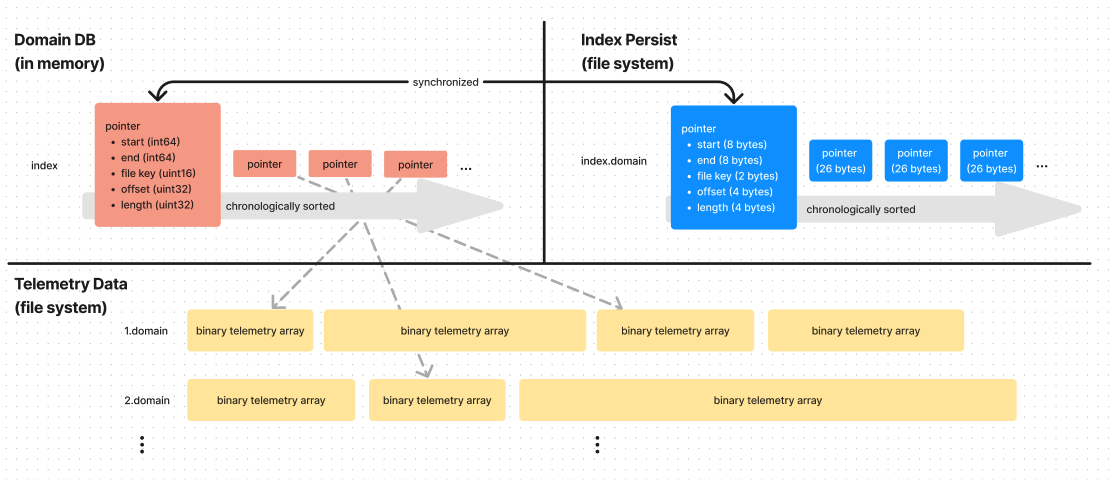 Domain DB
(in memory)
Index Persist
(file system)
synchronized
index
pointer
• start (int64)
• end (int64)
• file key (uint16)
• offset (uint32)
• length (uint32)
pointer
pointer
pointer
...
chronologically sorted
index.domain
pointer
• start (8 bytes)
• end (8 bytes)
• file key (2 bytes)
• offset (4 bytes)
• length (4 bytes)
pointer
(26 bytes)
pointer
(26 bytes)
pointer
(26 bytes)
...
chronologically sorted
Telemetry Data
(file system)
1.domain
binary telemetry array
binary telemetry array
binary telemetry array
binary telemetry array
2.domain
binary telemetry array
binary telemetry array
binary telemetry array